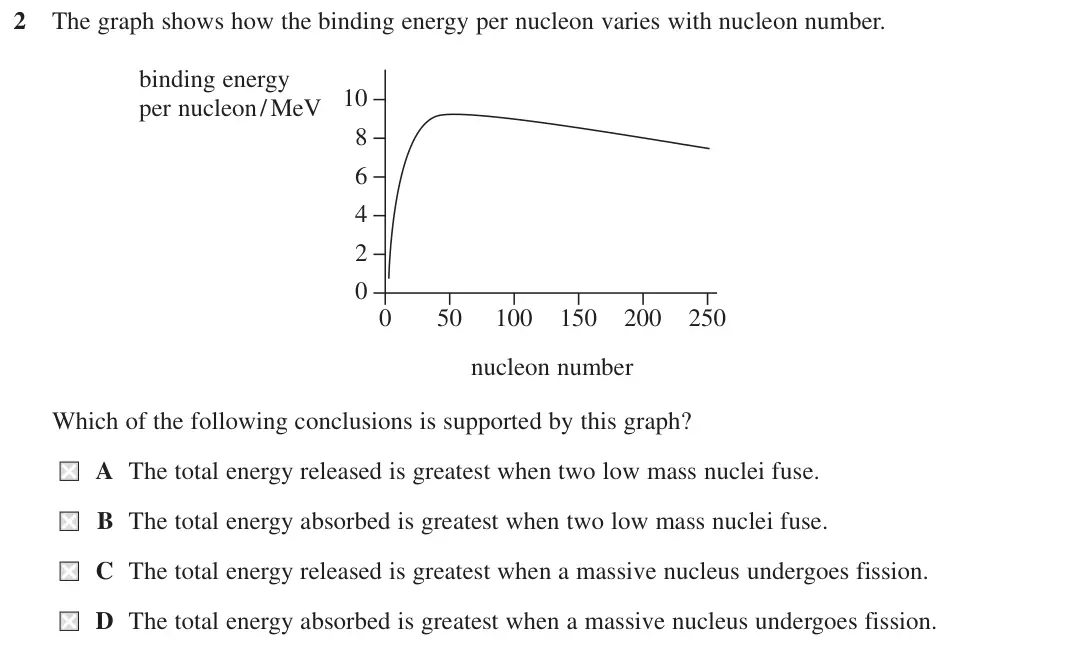 2 The graph shows how the binding energy per nucleon varies with nucleon number.
binding energy
per nucleon / MeV
10
8
6
4
2
0
0 50 100 150 200 250
nucleon number
Which of the following conclusions is supported by this graph?
A The total energy released is greatest when two low mass nuclei fuse.
B The total energy absorbed is greatest when two low mass nuclei fuse.
C The total energy released is greatest when a massive nucleus undergoes fission.
D The total energy absorbed is greatest when a massive nucleus undergoes fission.